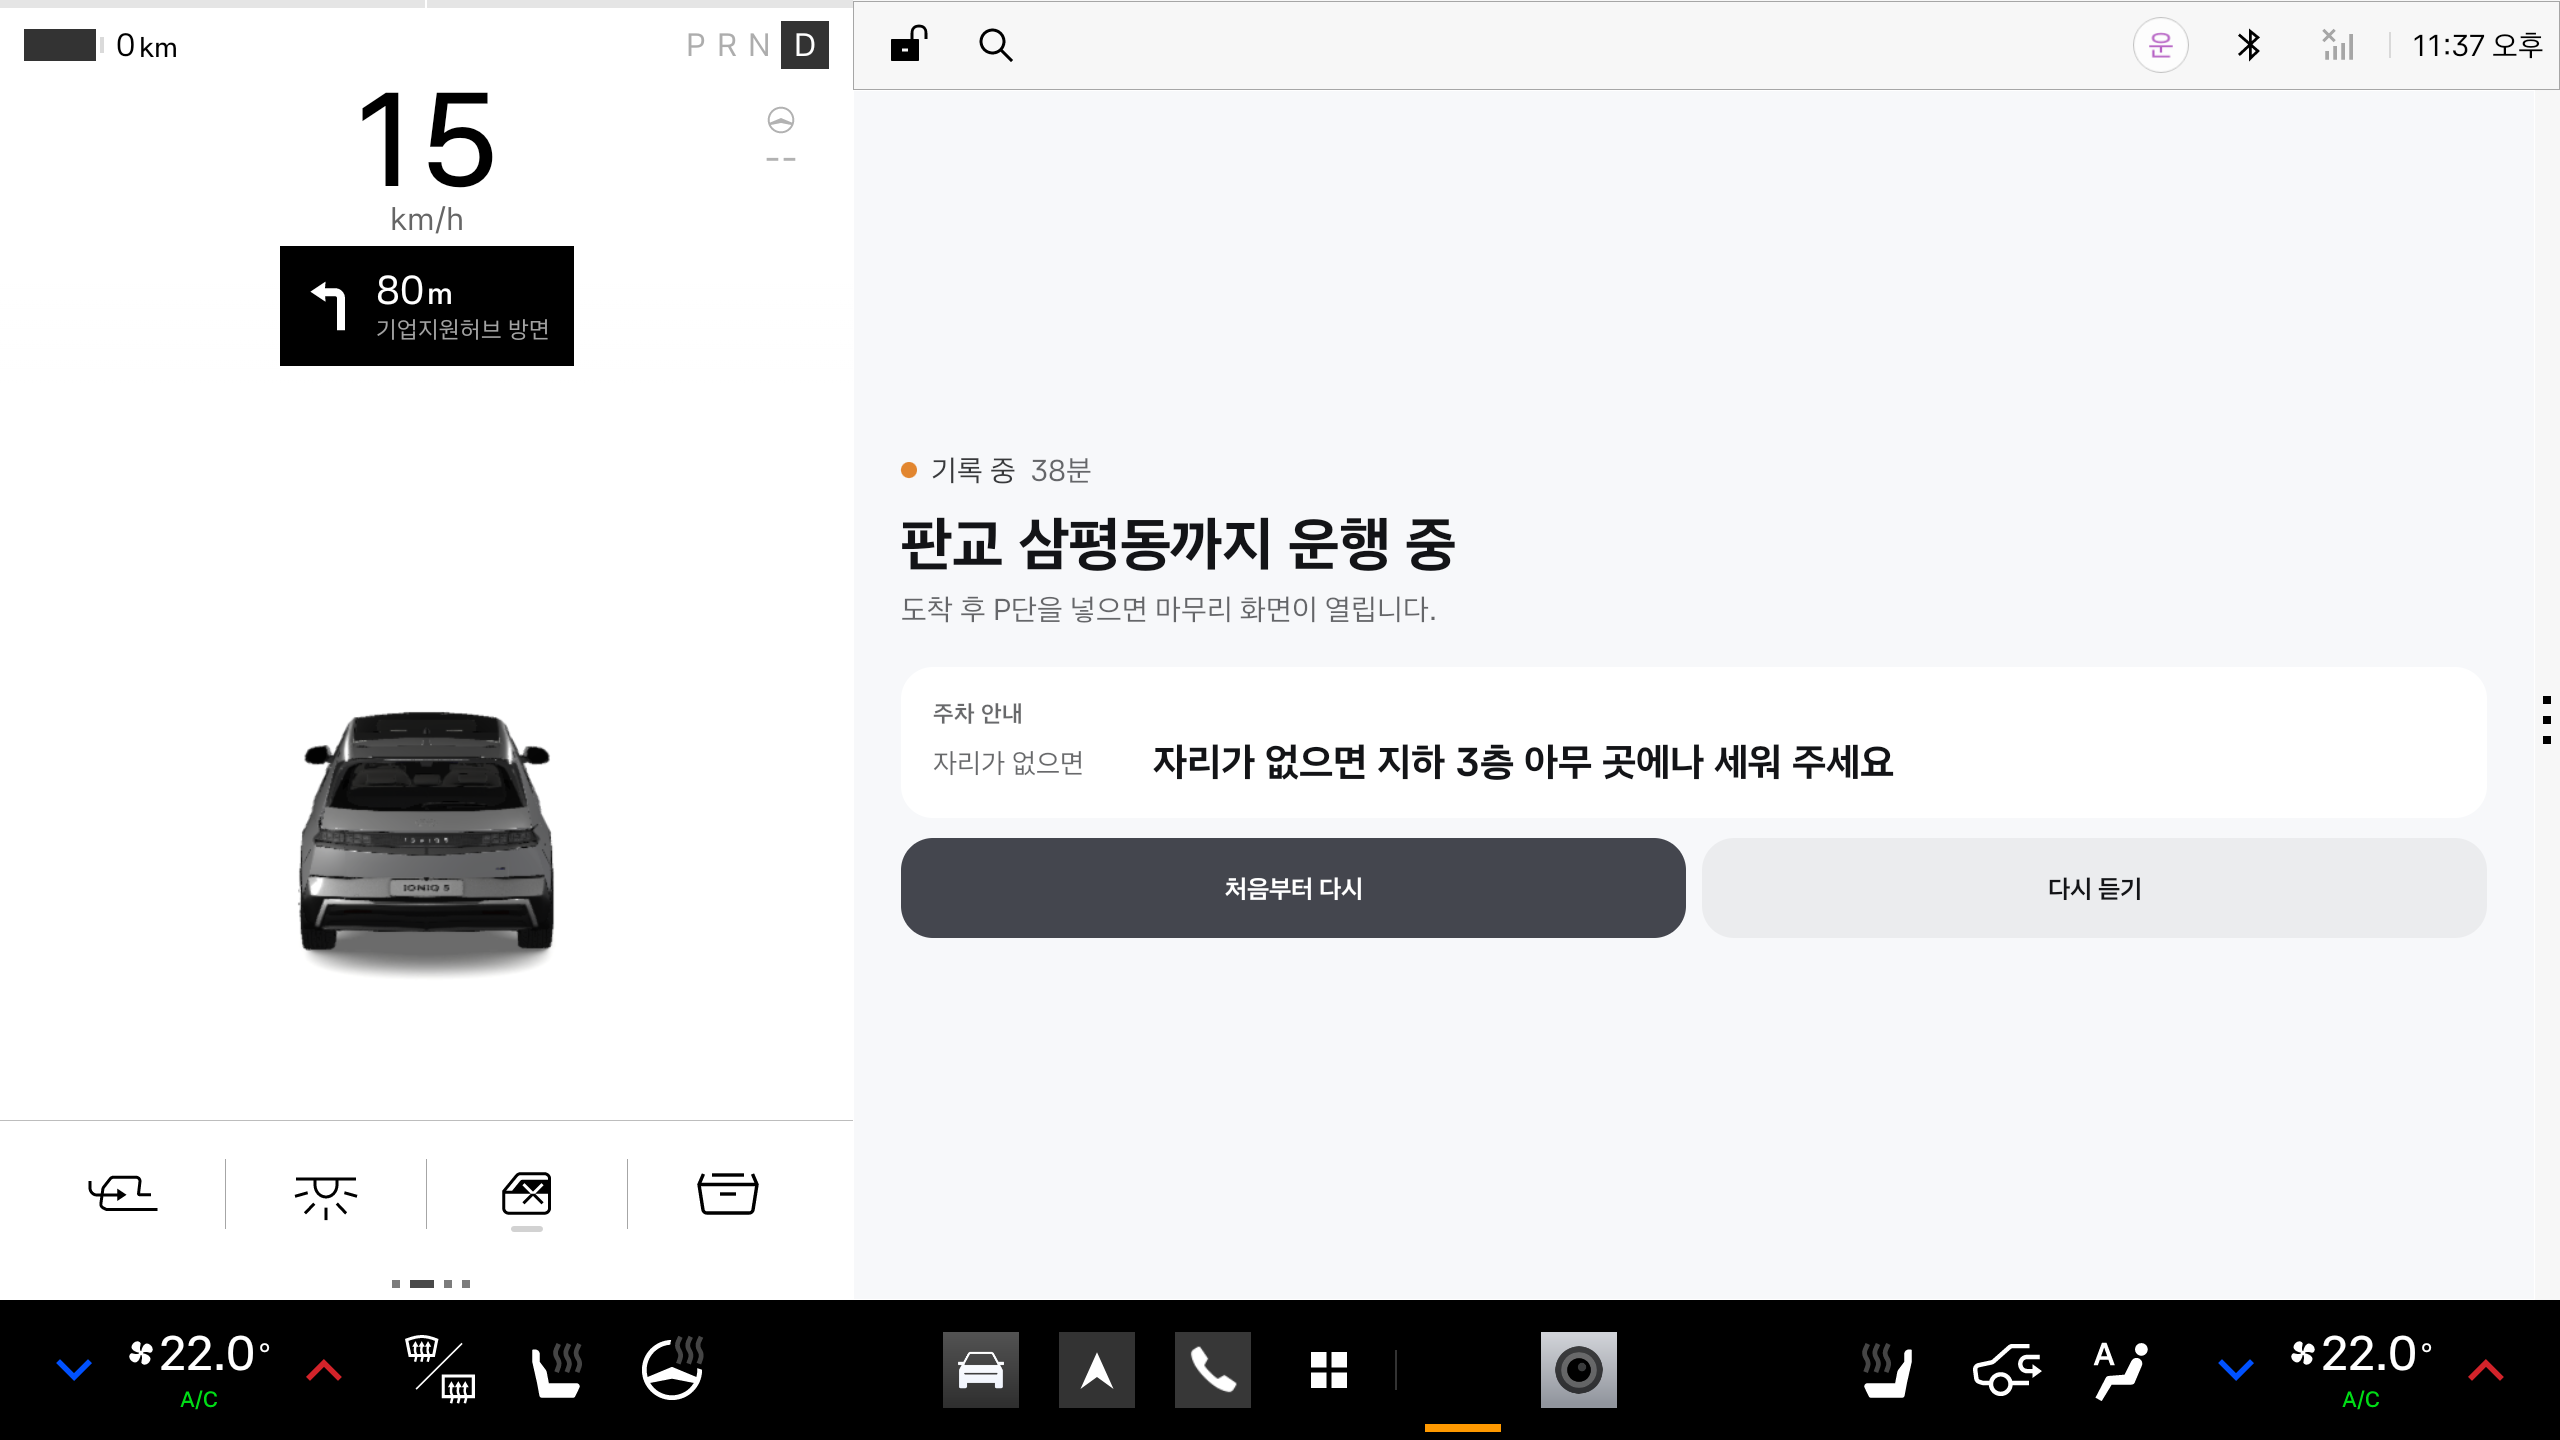 0 km
P R N D
15
km/h
80 m
기업지원허브 방면
IONIQ 5
운
11:37 오후
기록 중 38분
판교 삼평동까지 운행 중
도착 후 P단을 넣으면 마무리 화면이 열립니다.
주차 안내
자리가 없으면 자리가 없으면 지하 3층 아무 곳에나 세워 주세요
처음부터 다시
다시 듣기
22.0°
A/C
A
22.0°
A/C